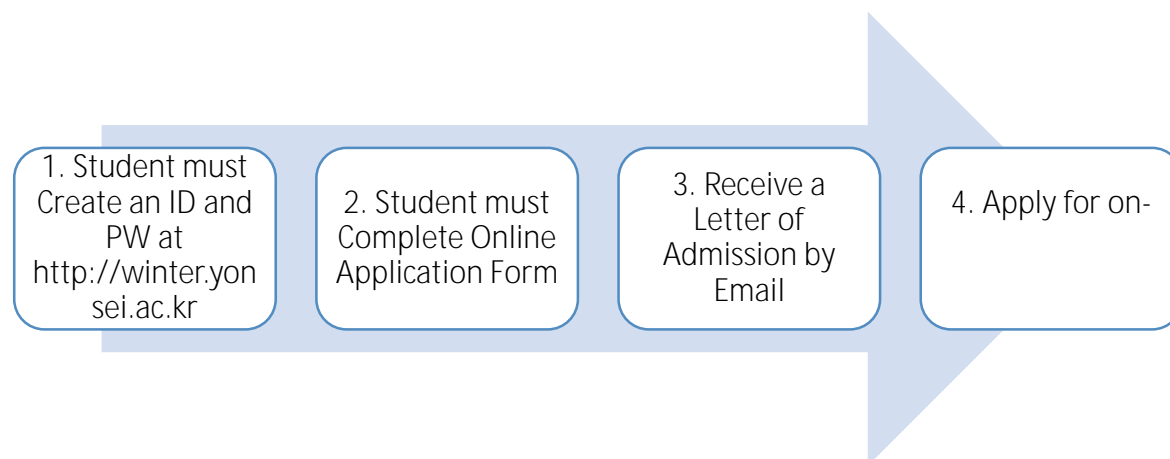 1. Student must
Create an ID and
PW at
http://winter.yon
sei.ac.kr
2. Student must
Complete Online
Application Form
3. Receive a
Letter of
Admission by
Email
4. Apply for on-